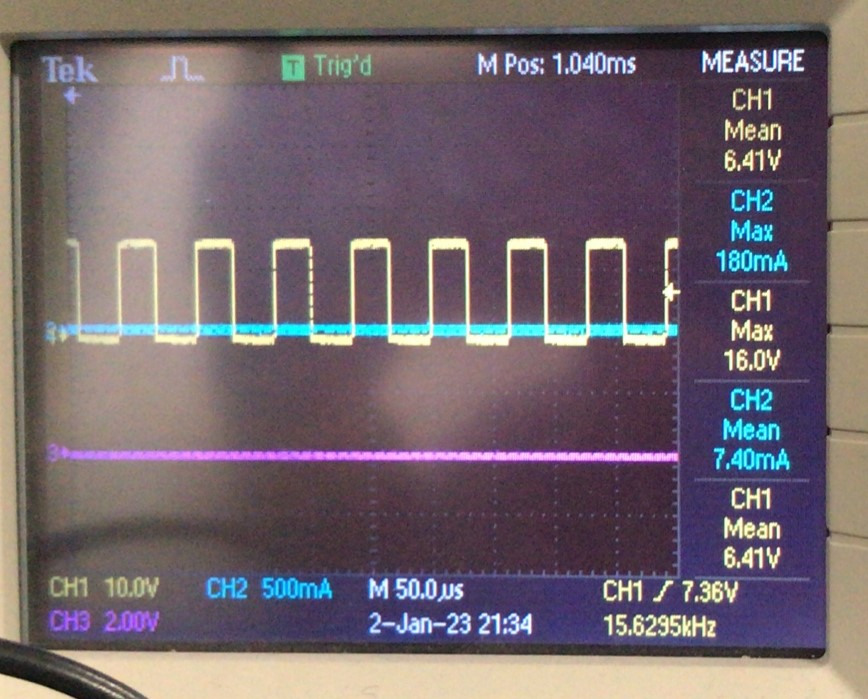 Tek T Trig'd M Pos: 1.040ms MEASURE
CH1
Mean
6.41V
CH2
Max
180mA
CH1
Max
16.0V
CH2
Mean
7.40mA
CH1
Mean
6.41V
3
CH1 10.0V CH2 500mA M 50.0µs CH1 7.36V
CH3 2.00V 2-Jan-23 21:34 15.6295kHz